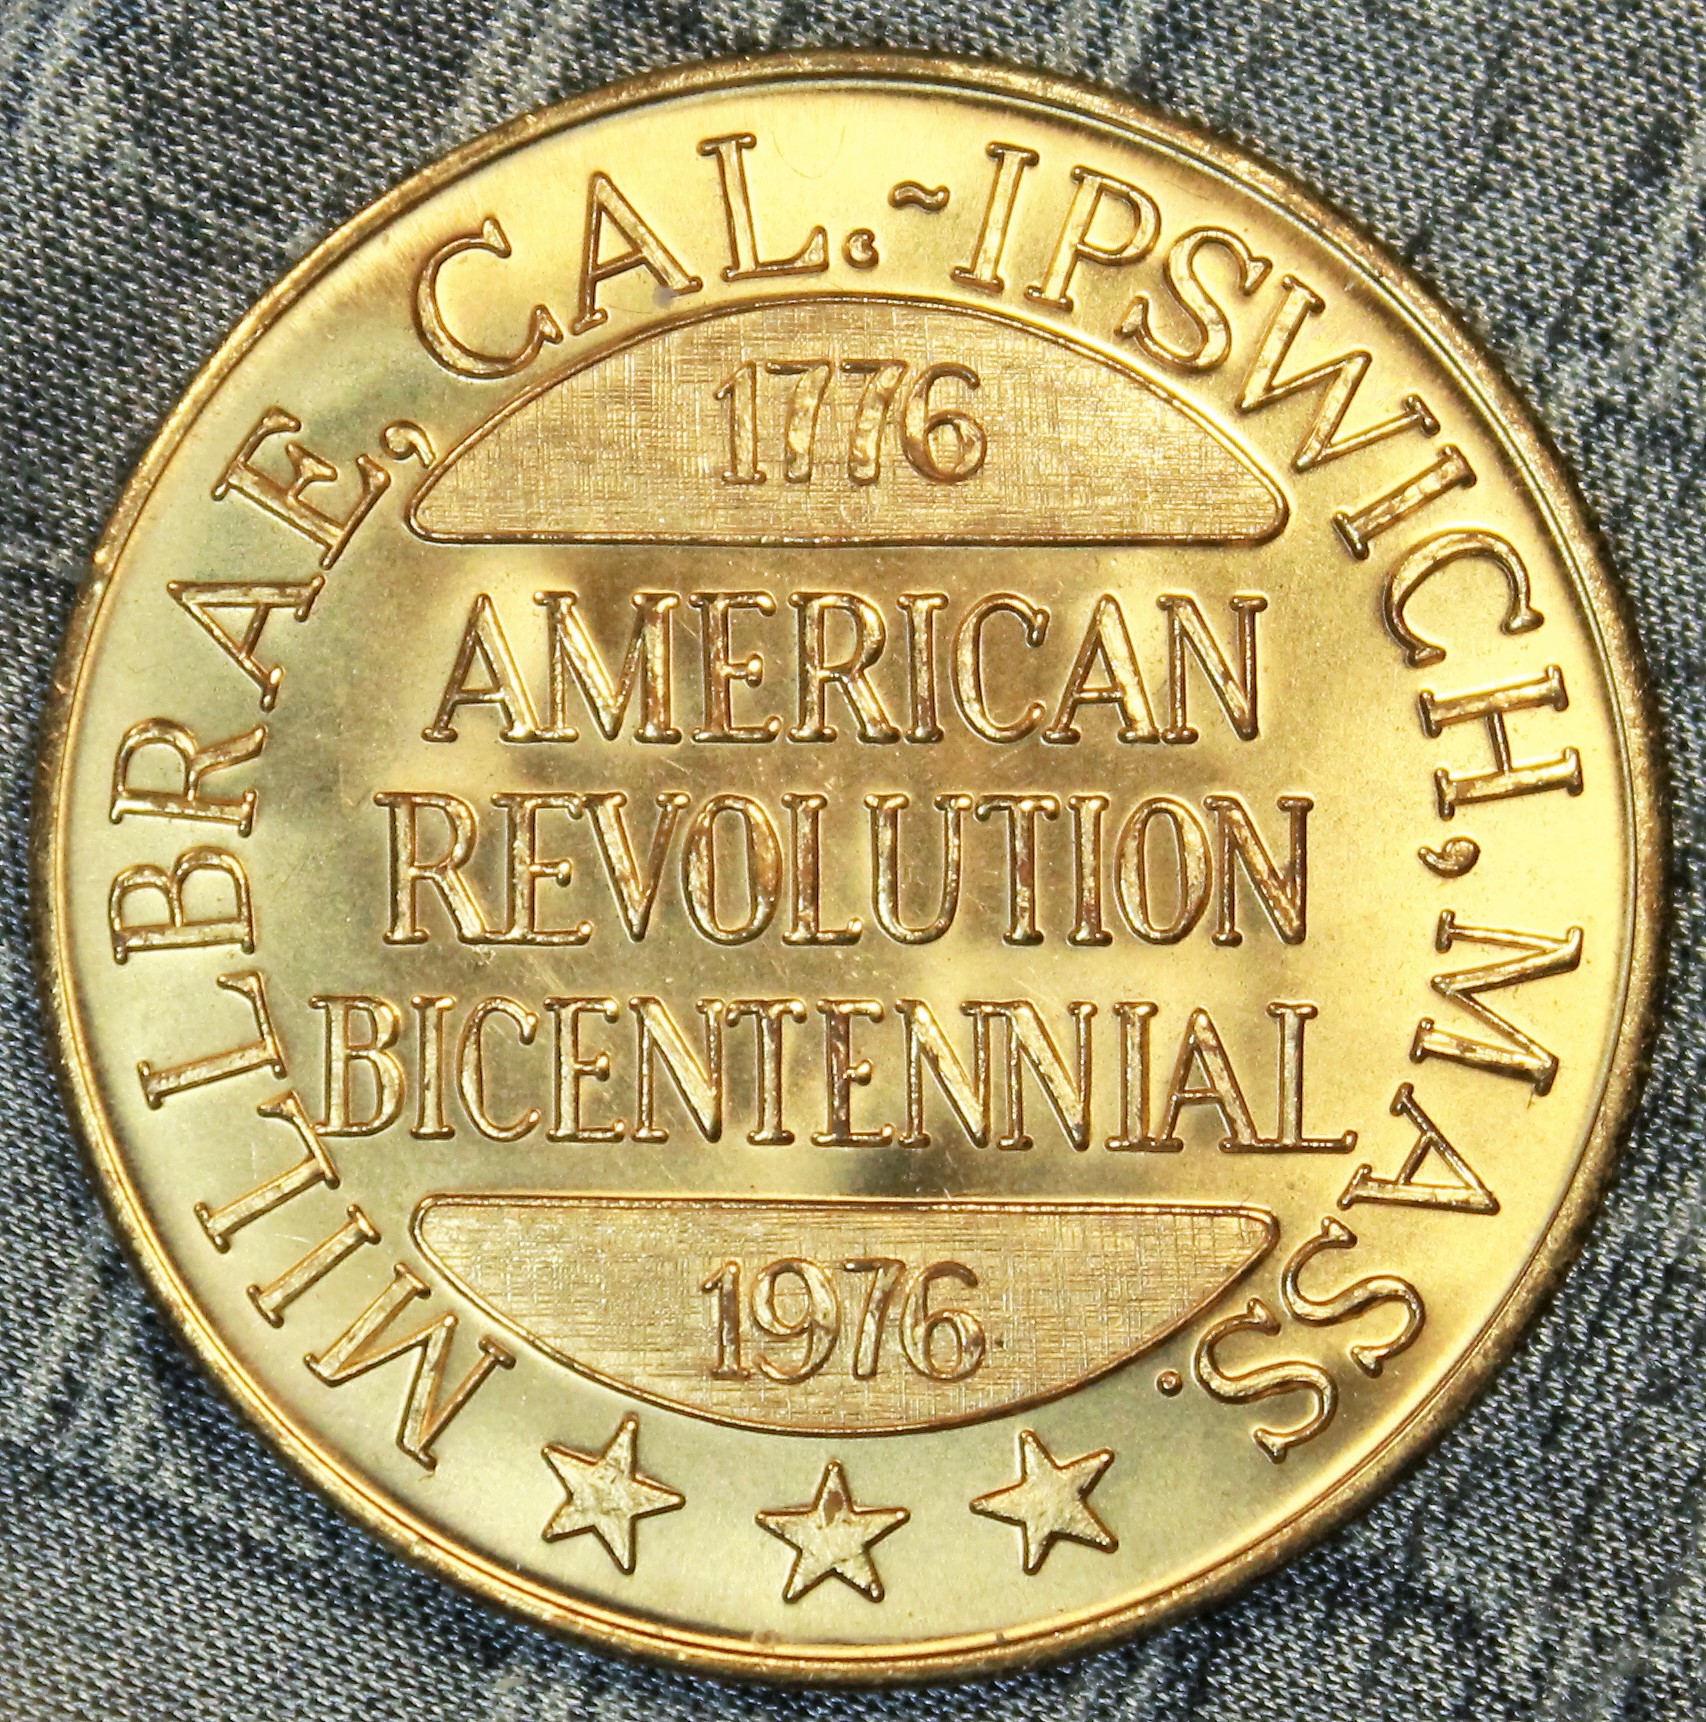 MILLBRAE, CAL. ~ IPSWICH, MASS.
1776
AMERICAN
REVOLUTION
BICENTENNIAL
1976